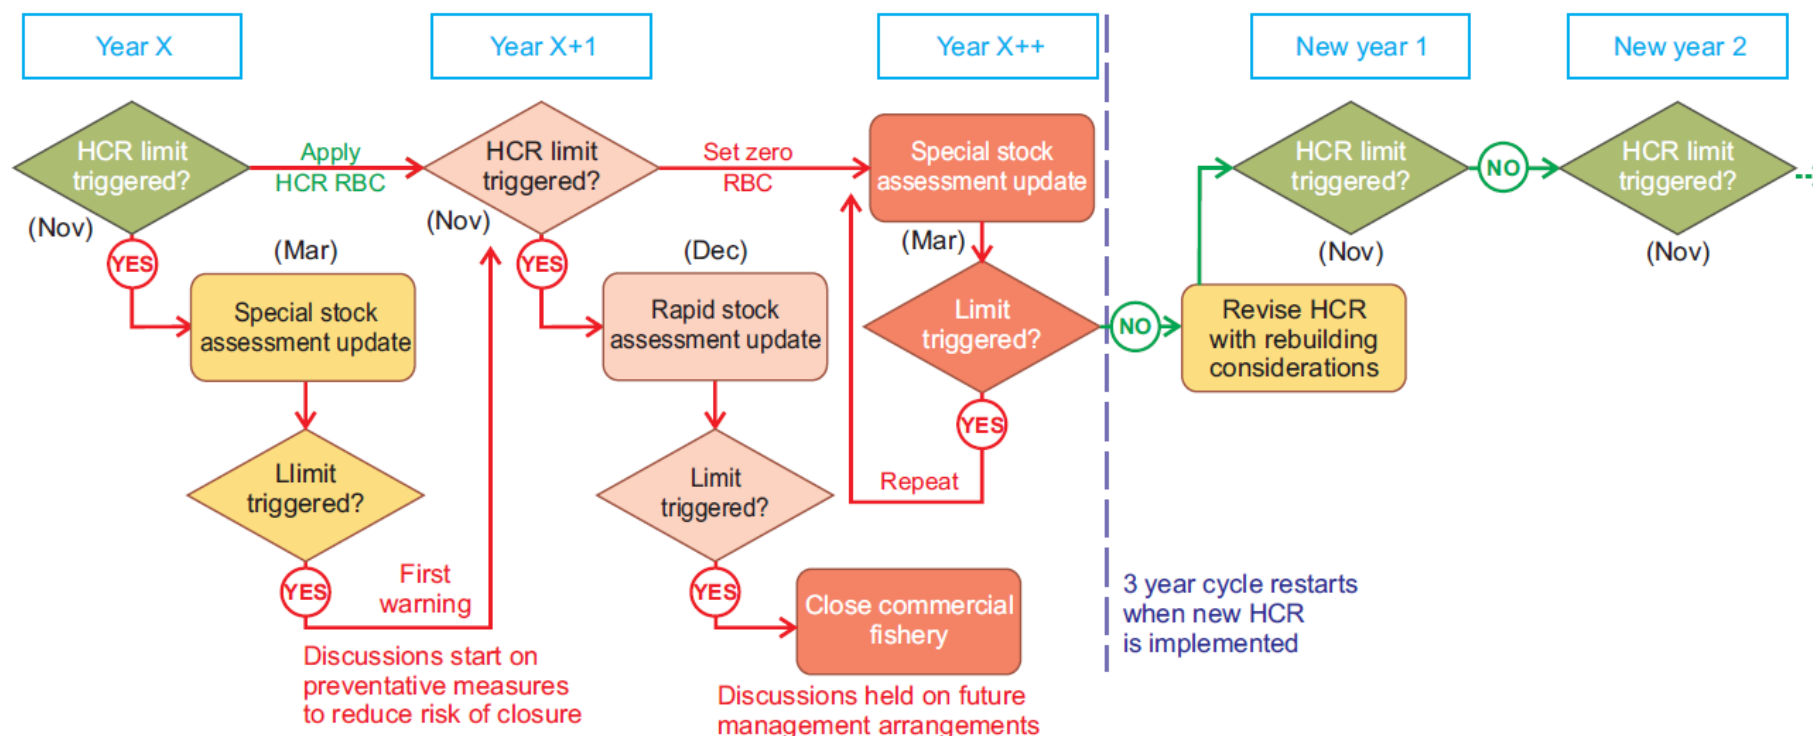 Year X
Year X+1
Year X++
New year 1
New year 2
HCR limit
triggered?
(Nov)
Apply
HCR RBC
YES
(Mar)
Special stock
assessment update
Llimit
triggered?
YES
First
warning
Discussions start on
preventative measures
to reduce risk of closure
HCR limit
triggered?
(Nov)
Set zero
RBC
YES
(Dec)
Rapid stock
assessment update
Limit
triggered?
YES
Close commercial
fishery
Discussions held on future
management arrangements
Special stock
assessment update
(Mar)
Limit
triggered?
YES
Repeat
NO
3 year cycle restarts
when new HCR
is implemented
Revise HCR
with rebuilding
considerations
HCR limit
triggered?
(Nov)
NO
HCR limit
triggered?
(Nov)